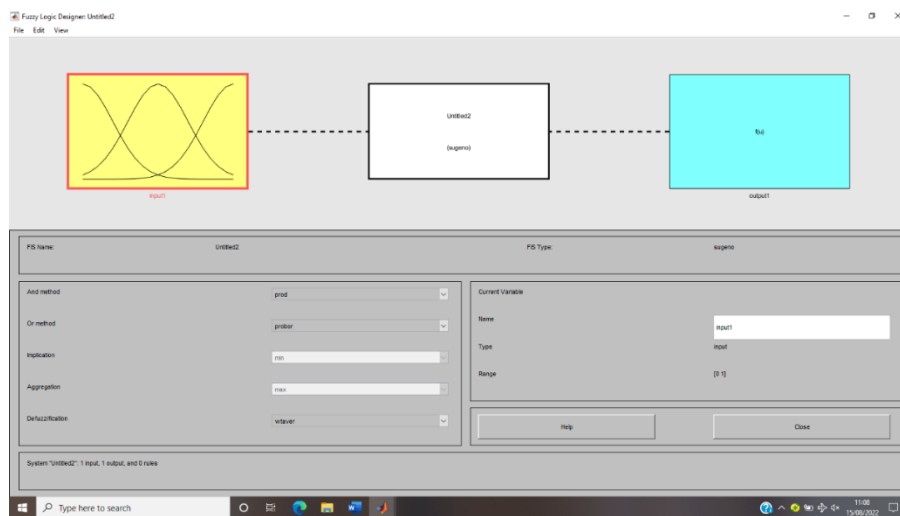 Fuzzy Logic Designer: Untitled2
File Edit View
Untitled2
(sugeno)
f(u)
input1
output1
FIS Name: Untitled2 FIS Type: sugeno
And method prod
Or method probor
Implication min
Aggregation max
Defuzzification wtaver
Current Variable
Name input1
Type input
Range [0 1]
Help Close
System "Untitled2": 1 input, 1 output, and 0 rules
Type here to search
11:08
15/08/2022